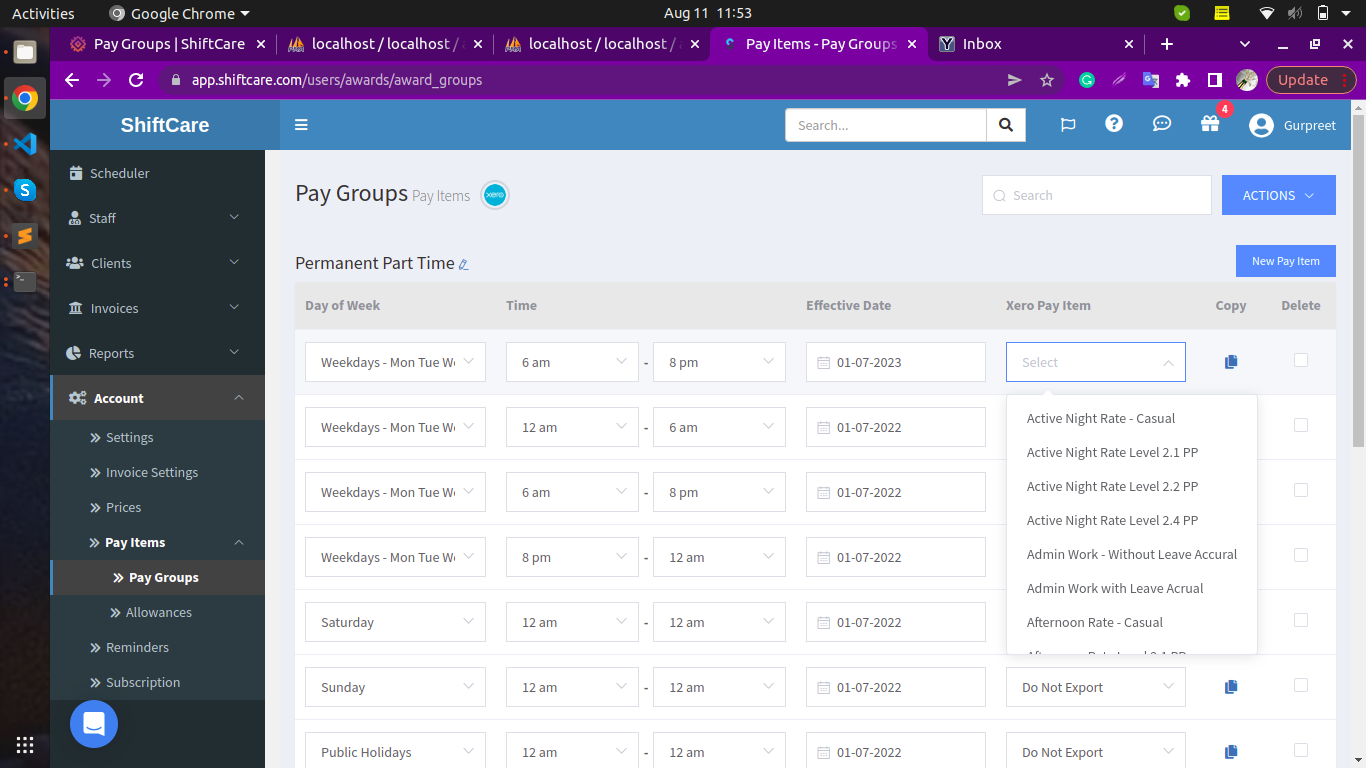 Activities Google Chrome Aug 11 11:53
Pay Groups | ShiftCare localhost / localhost / localhost / localhost / Pay Items - Pay Groups Inbox
app.shiftcare.com/users/awards/award_groups Update
ShiftCare Search... 4 Gurpreet
Scheduler
Staff
Clients
Invoices
Reports
Account
Settings
Invoice Settings
Prices
Pay Items
Pay Groups
Allowances
Reminders
Subscription
Pay Groups Pay Items xero Search ACTIONS
Permanent Part Time New Pay Item
Day of Week Time Effective Date Xero Pay Item Copy Delete
Weekdays - Mon Tue We 6 am - 8 pm 01-07-2023 Select
Weekdays - Mon Tue We 12 am - 6 am 01-07-2022
Weekdays - Mon Tue We 6 am - 8 pm 01-07-2022
Weekdays - Mon Tue We 8 pm - 12 am 01-07-2022
Saturday 12 am - 12 am 01-07-2022
Sunday 12 am - 12 am 01-07-2022 Do Not Export
Public Holidays 12 am - 12 am 01-07-2022 Do Not Export
Active Night Rate - Casual
Active Night Rate Level 2.1 PP
Active Night Rate Level 2.2 PP
Active Night Rate Level 2.4 PP
Admin Work - Without Leave Accural
Admin Work with Leave Acrual
Afternoon Rate - Casual